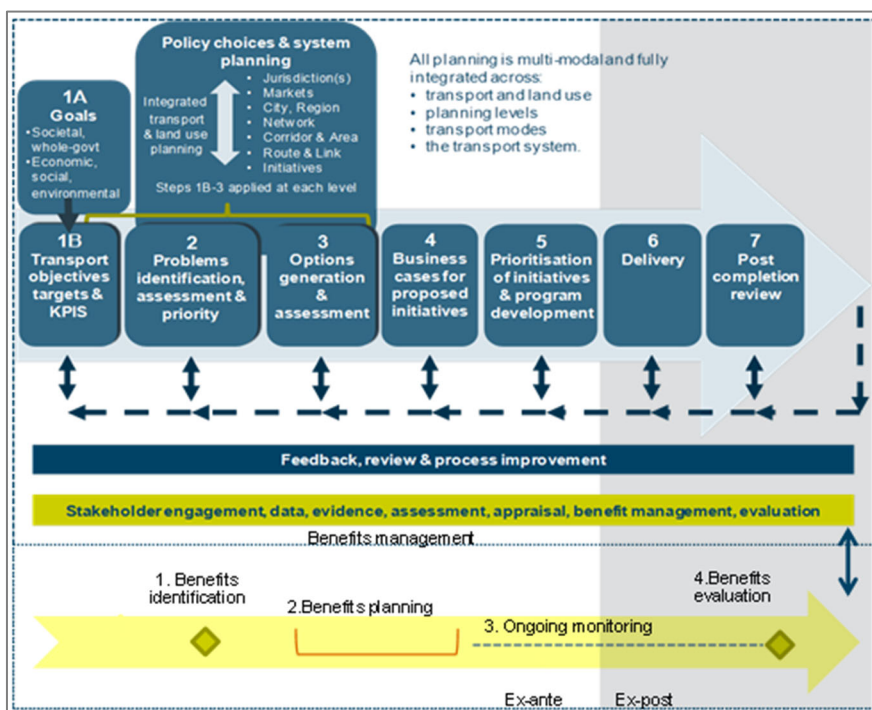 Policy choices & system
planning
Integrated
transport
& land use
planning
• Jurisdiction(s)
• Markets
• City, Region
• Network
• Corridor & Area
• Route & Link
• Initiatives
Steps 1B-3 applied at each level
All planning is multi-modal and fully
integrated across:
• transport and land use
• planning levels
• transport modes
• the transport system.
1A
Goals
•Societal,
whole-govt
•Economic,
social,
environmental
1B
Transport
objectives
targets &
KPIS
2
Problems
identification,
assessment &
priority
3
Options
generation
&
assessment
4
Business
cases for
proposed
initiatives
5
Prioritisation
of initiatives
& program
development
6
Delivery
7
Post
completion
review
Feedback, review & process improvement
Stakeholder engagement, data, evidence, assessment, appraisal, benefit management, evaluation
Benefits management
1. Benefits
identification
2.Benefits planning
3. Ongoing monitoring
4.Benefits
evaluation
Ex-ante
Ex-post